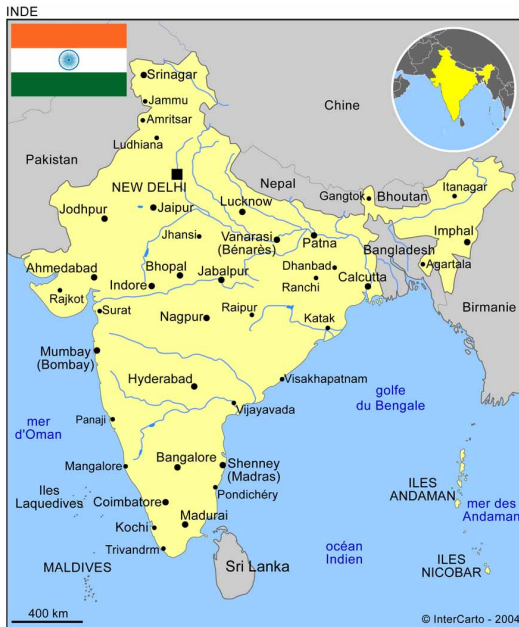 INDE
Srinagar
Jammu
Amritsar
Ludhiana
Chine
Pakistan
NEW DELHI
Nepal
Gangtok
Bhoutan
Itanagar
Jodhpur
Jaipur
Lucknow
Jhansi
Vanarasi
(Bénarès)
Patna
Bangladesh
Imphal
Ahmedabad
Bhopal
Jabalpur
Dhanbad
Ranchi
Calcutta
Agartala
Rajkot
Indore
Surat
Nagpur
Raipur
Katak
Birmanie
Mumbay
(Bombay)
Hyderabad
Visakhapatnam
golfe
du Bengale
mer
d'Oman
Panaji
Vijayavada
Mangalore
Bangalore
Shenney
(Madras)
Pondichéry
Iles
Laquedives
Coimbatore
Kochi
Madurai
Trivandrm
MALDIVES
Sri Lanka
océan
Indien
ILES
ANDAMAN
mer des
Andaman
ILES
NICOBAR
400 km
© InterCarto - 2004